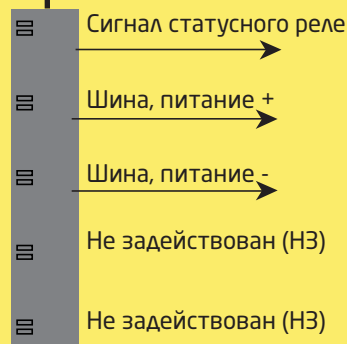 Сигнал статусного реле
Шина, питание +
Шина, питание -
Не задействован (НЗ)
Не задействован (НЗ)